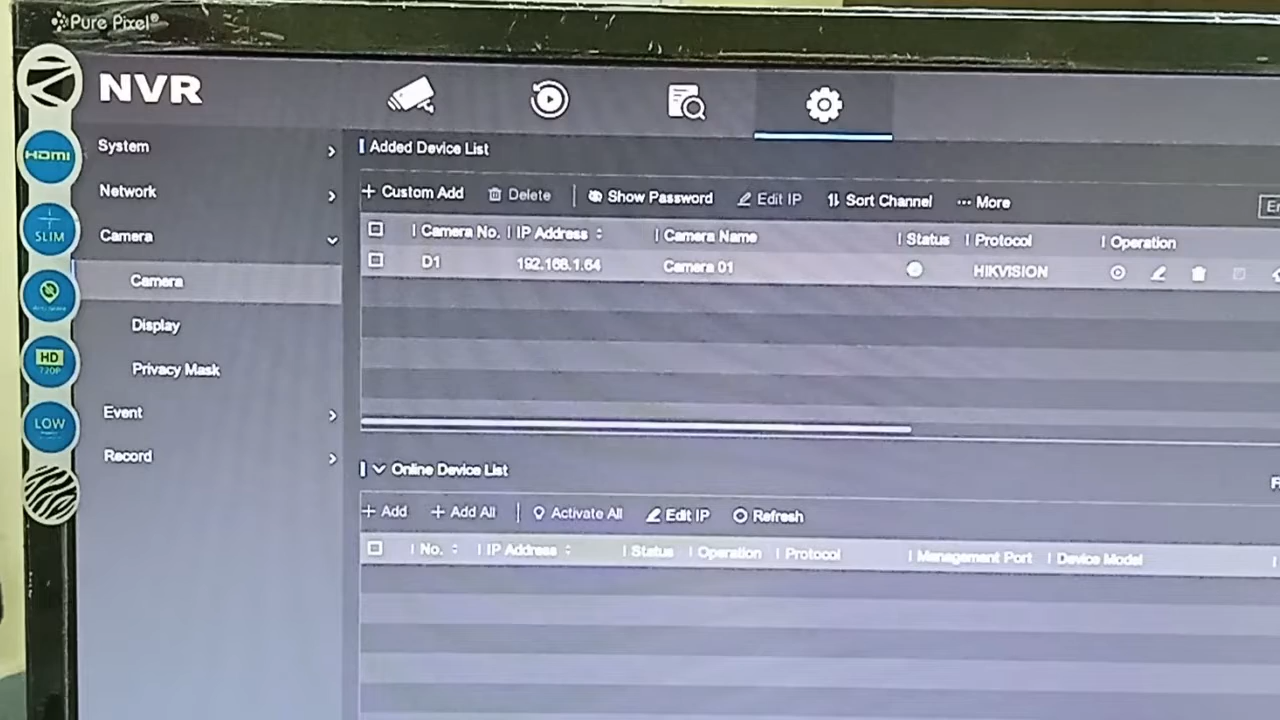 Pure Pixel®
NVR
HDMI
SLIM
HD
720P
LOW
System
Network
Camera
Camera
Display
Privacy Mask
Event
Record
Added Device List
+ Custom Add Delete Show Password Edit IP Sort Channel ··· More
Camera No. IP Address Camera Name Status Protocol Operation
D1 192.168.1.64 Camera 01 HIKVISION
Online Device List
+ Add + Add All Activate All Edit IP Refresh
No. IP Address Status Operation Protocol Management Port Device Model